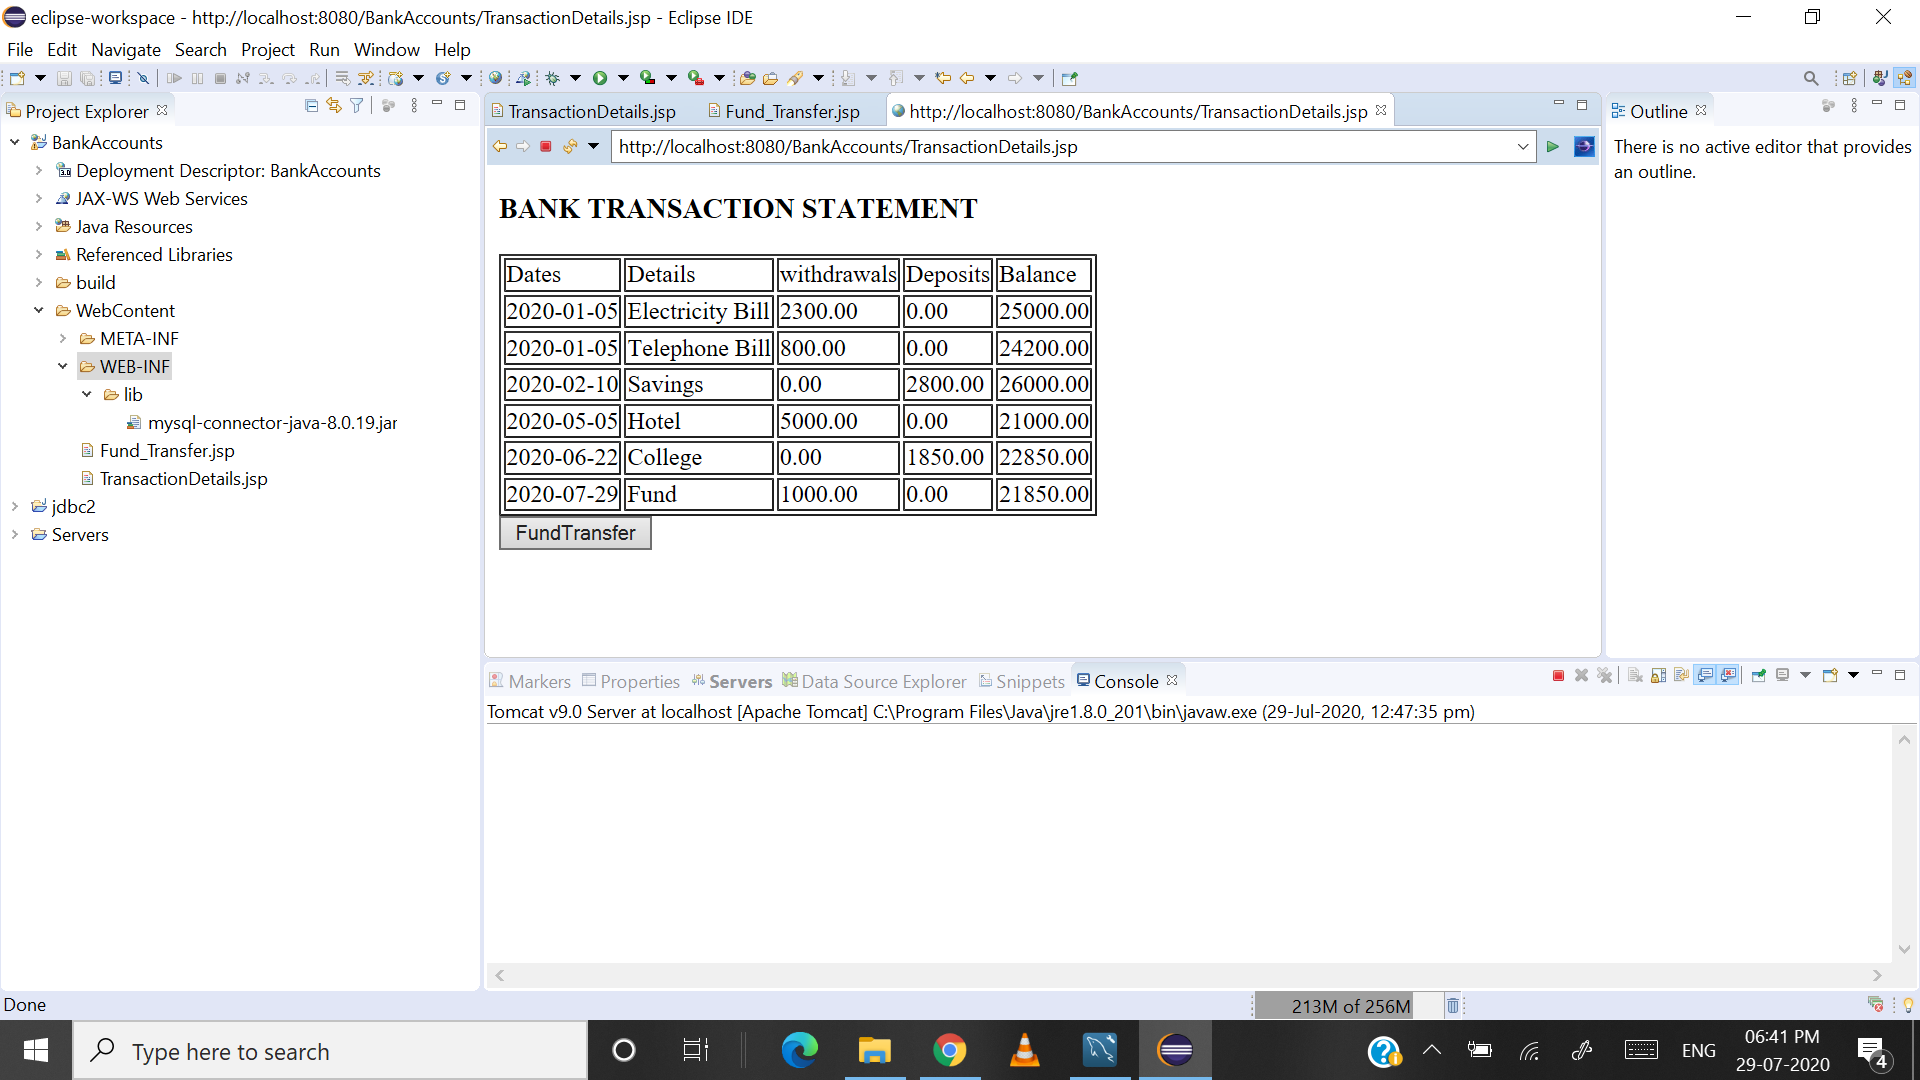 eclipse-workspace - http://localhost:8080/BankAccounts/TransactionDetails.jsp - Eclipse IDE
File Edit Navigate Search Project Run Window Help
Project Explorer
BankAccounts
Deployment Descriptor: BankAccounts
JAX-WS Web Services
Java Resources
Referenced Libraries
build
WebContent
META-INF
WEB-INF
lib
mysql-connector-java-8.0.19.jar
Fund_Transfer.jsp
TransactionDetails.jsp
jdbc2
Servers
TransactionDetails.jsp Fund_Transfer.jsp http://localhost:8080/BankAccounts/TransactionDetails.jsp
http://localhost:8080/BankAccounts/TransactionDetails.jsp
BANK TRANSACTION STATEMENT
Dates Details withdrawals Deposits Balance
2020-01-05 Electricity Bill 2300.00 0.00 25000.00
2020-01-05 Telephone Bill 800.00 0.00 24200.00
2020-02-10 Savings 0.00 2800.00 26000.00
2020-05-05 Hotel 5000.00 0.00 21000.00
2020-06-22 College 0.00 1850.00 22850.00
2020-07-29 Fund 1000.00 0.00 21850.00
FundTransfer
Outline
There is no active editor that provides
an outline.
Markers Properties Servers Data Source Explorer Snippets Console
Tomcat v9.0 Server at localhost [Apache Tomcat] C:\Program Files\Java\jre1.8.0_201\bin\javaw.exe (29-Jul-2020, 12:47:35 pm)
Done
213M of 256M
Type here to search
ENG
06:41 PM
29-07-2020
4